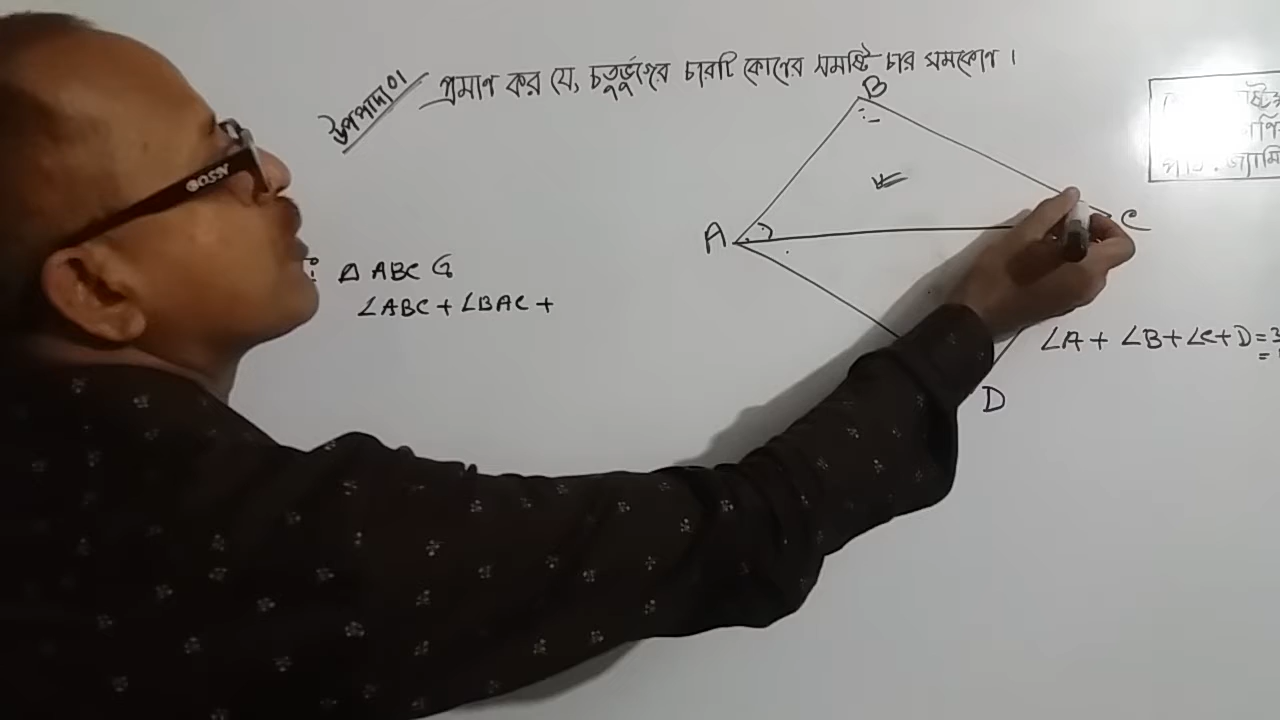 উপপাদ্য ০১
প্রমাণ কর যে, চতুর্ভুজের চারটি কোণের সমষ্টি চার সমকোণ।
B
A
C
D
△ ABC এ
∠ABC + ∠BAC +
∠A + ∠B + ∠C + D = 3
=